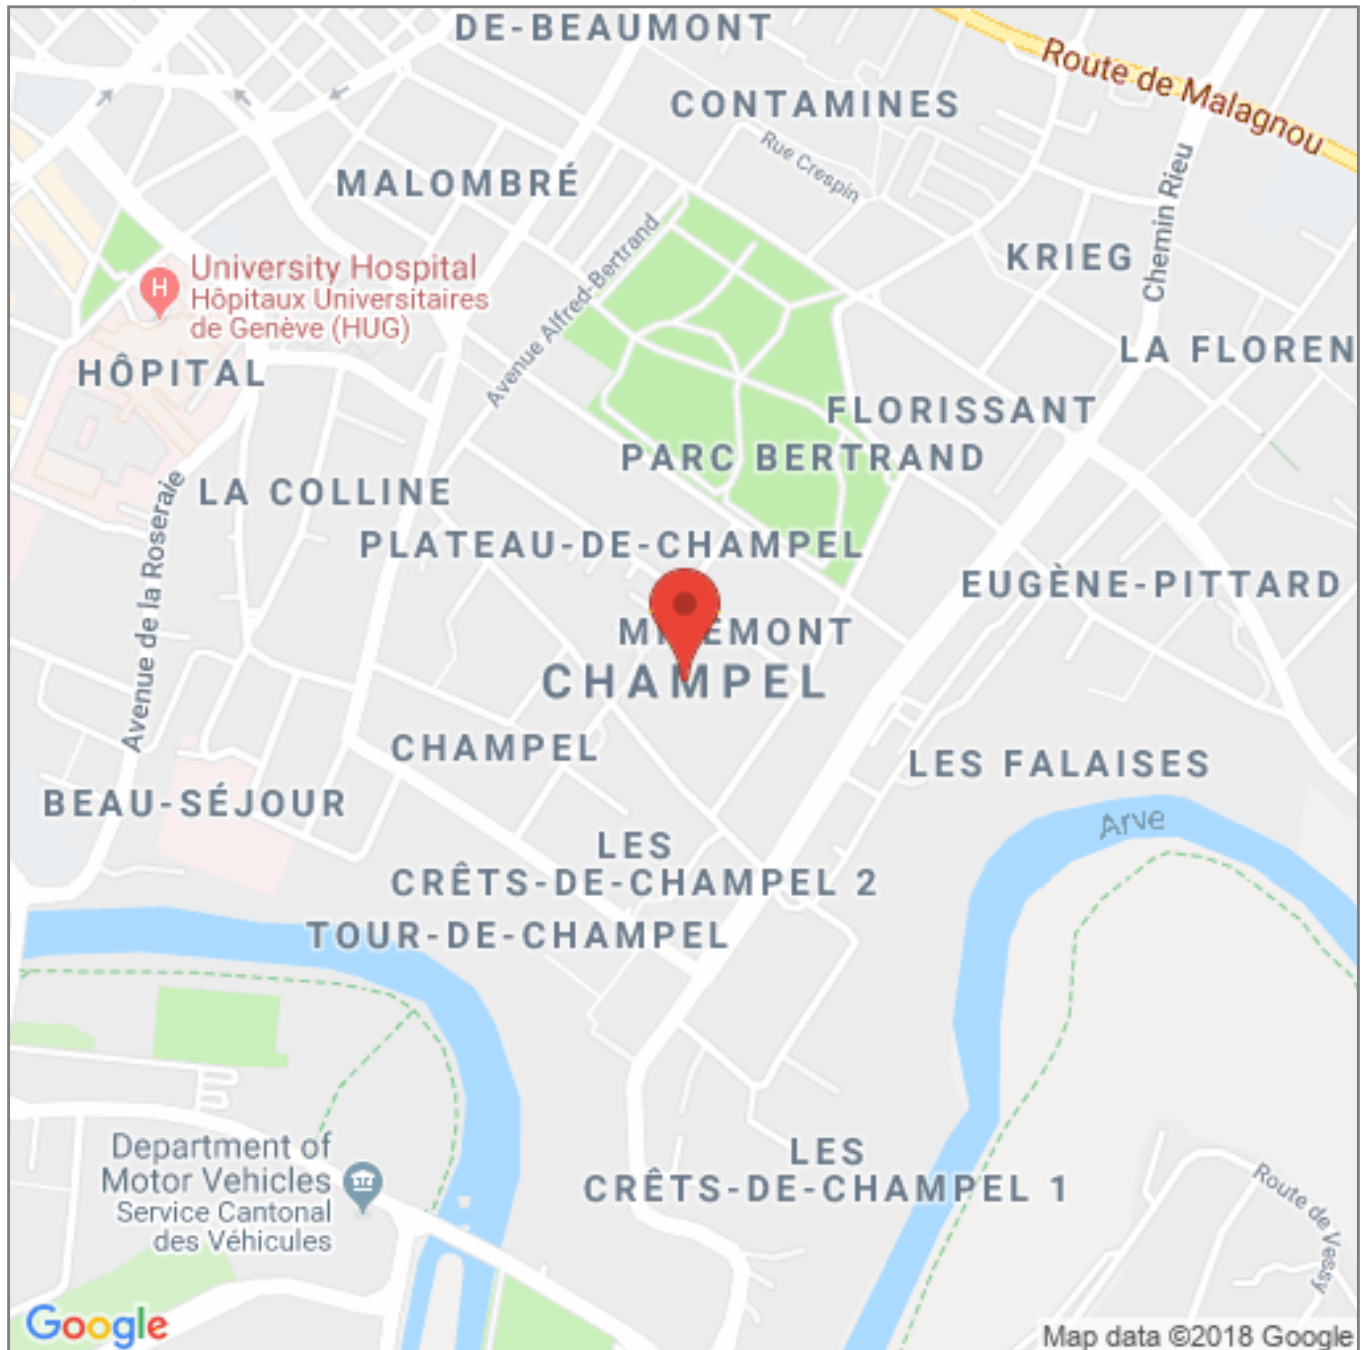 DE-BEAUMONT
Route de Malagnou
CONTAMINES
Rue Crespin
Chemin Rieu
MALOMBRÉ
Avenue Alfred-Bertrand
KRIEG
University Hospital
Hôpitaux Universitaires
de Genève (HUG)
LA FLOREN
HÔPITAL
FLORISSANT
PARC BERTRAND
LA COLLINE
Avenue de la Roseraie
PLATEAU-DE-CHAMPEL
EUGÈNE-PITTARD
EMONT
CHAMPEL
CHAMPEL
LES FALAISES
BEAU-SÉJOUR
Arve
LES
CRÊTS-DE-CHAMPEL 2
TOUR-DE-CHAMPEL
Department of
Motor Vehicles
Service Cantonal
des Véhicules
LES
CRÊTS-DE-CHAMPEL 1
Route de Vessy
Google
Map data ©2018 Google